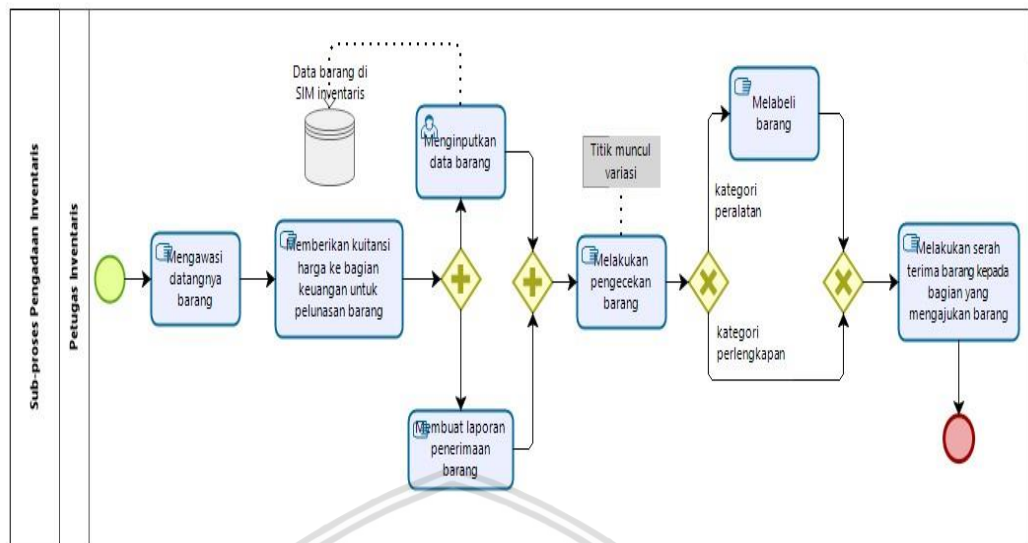 Sub-proses Pengadaan Inventaris
Petugas Inventaris
Mengawasi
datangnya
barang
Memberikan kuitansi
harga ke bagian
keuangan untuk
pelunasan barang
Data barang di
SIM inventaris
Menginputkan
data barang
Membuat laporan
penerimaan
barang
Titik muncul
variasi
Melakukan
pengecekan
barang
kategori
peralatan
Melabeli
barang
kategori
perlengkapan
Melakukan serah
terima barang kepada
bagian yang
mengajukan barang